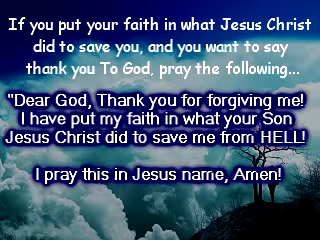 If you put your faith in what Jesus Christ
did to save you, and you want to say
thank you To God, pray the following...
"Dear God, Thank you for forgiving me!
I have put my faith in what your Son
Jesus Christ did to save me from HELL!
I pray this in Jesus name, Amen!